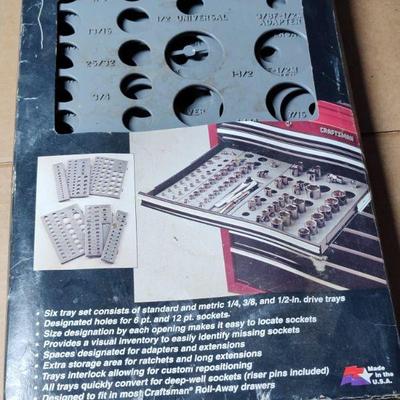 13/16
1/2 UNIVERSAL
3/8F-1/2
ADAPTER
25/32
3/4
1-1/2
CRAFTSMAN
• Six tray set consists of standard and metric 1/4, 3/8, and 1/2-in. drive trays
• Designated holes for 6 pt. and 12 pt. sockets
• Size designation by each opening makes it easy to locate sockets
• Provides a visual inventory to easily identify missing sockets
• Spaces designated for adapters and extensions
• Extra storage area for ratchets and long extensions
• Trays interlock allowing for custom repositioning
• All trays quickly convert for deep-well sockets (riser pins included)
• Designed to fit in most Craftsman® Roll-Away drawers
Made
in the
U.S.A.